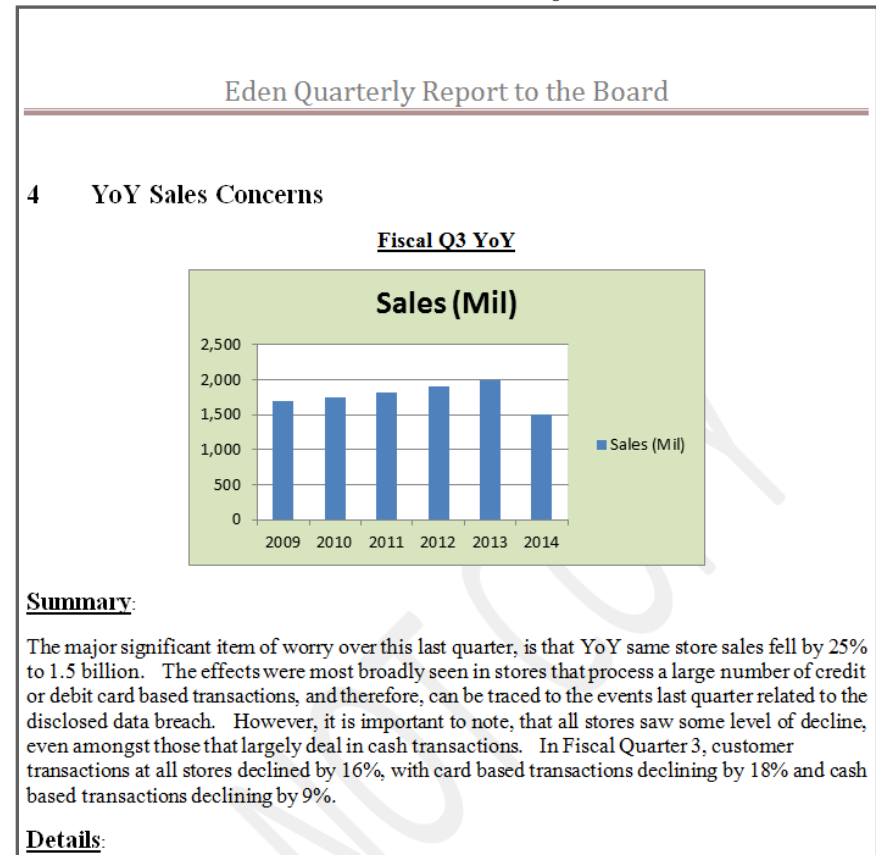 Eden Quarterly Report to the Board
4 YoY Sales Concerns
Fiscal Q3 YoY
Sales (Mil)
2,500
2,000
1,500
1,000
500
0
Sales (Mil)
2009 2010 2011 2012 2013 2014
Summary:
The major significant item of worry over this last quarter, is that YoY same store sales fell by 25%
to 1.5 billion. The effects were most broadly seen in stores that process a large number of credit
or debit card based transactions, and therefore, can be traced to the events last quarter related to the
disclosed data breach. However, it is important to note, that all stores saw some level of decline,
even amongst those that largely deal in cash transactions. In Fiscal Quarter 3, customer
transactions at all stores declined by 16%, with card based transactions declining by 18% and cash
based transactions declining by 9%.
Details:
NOT COPY